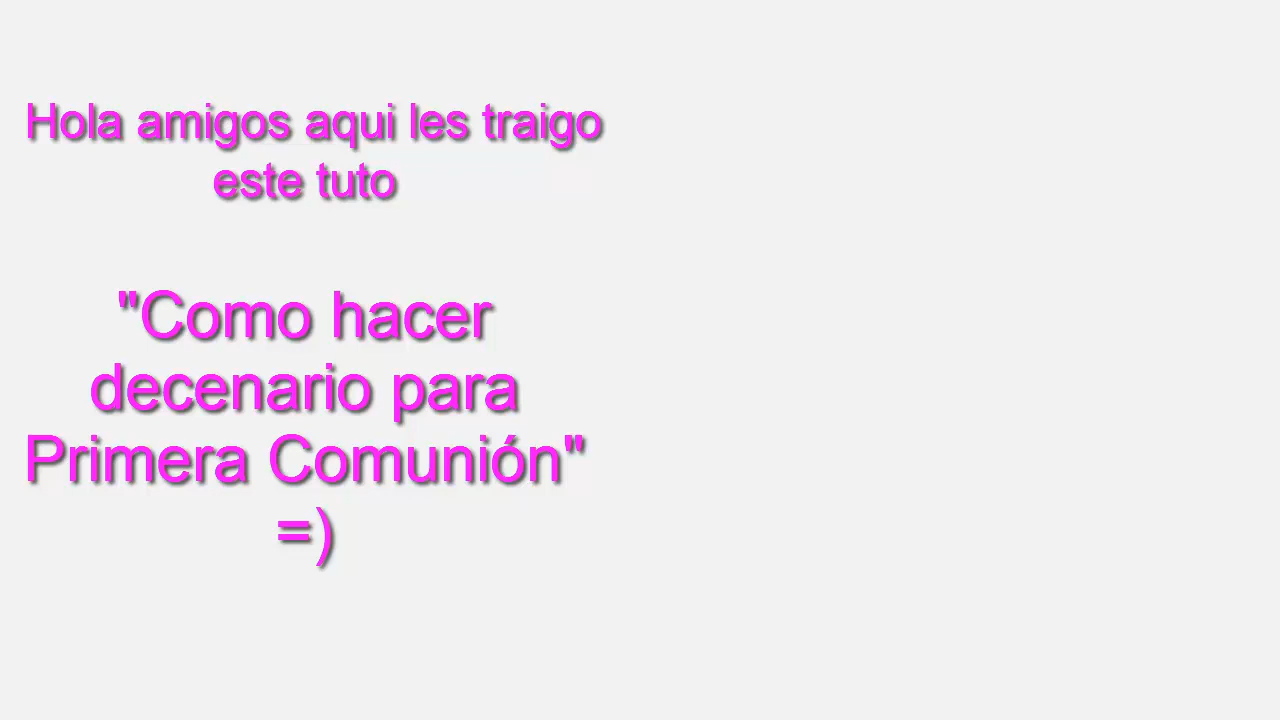 Hola amigos aqui les traigo
este tuto
"Como hacer
decenario para
Primera Comunión"
=)